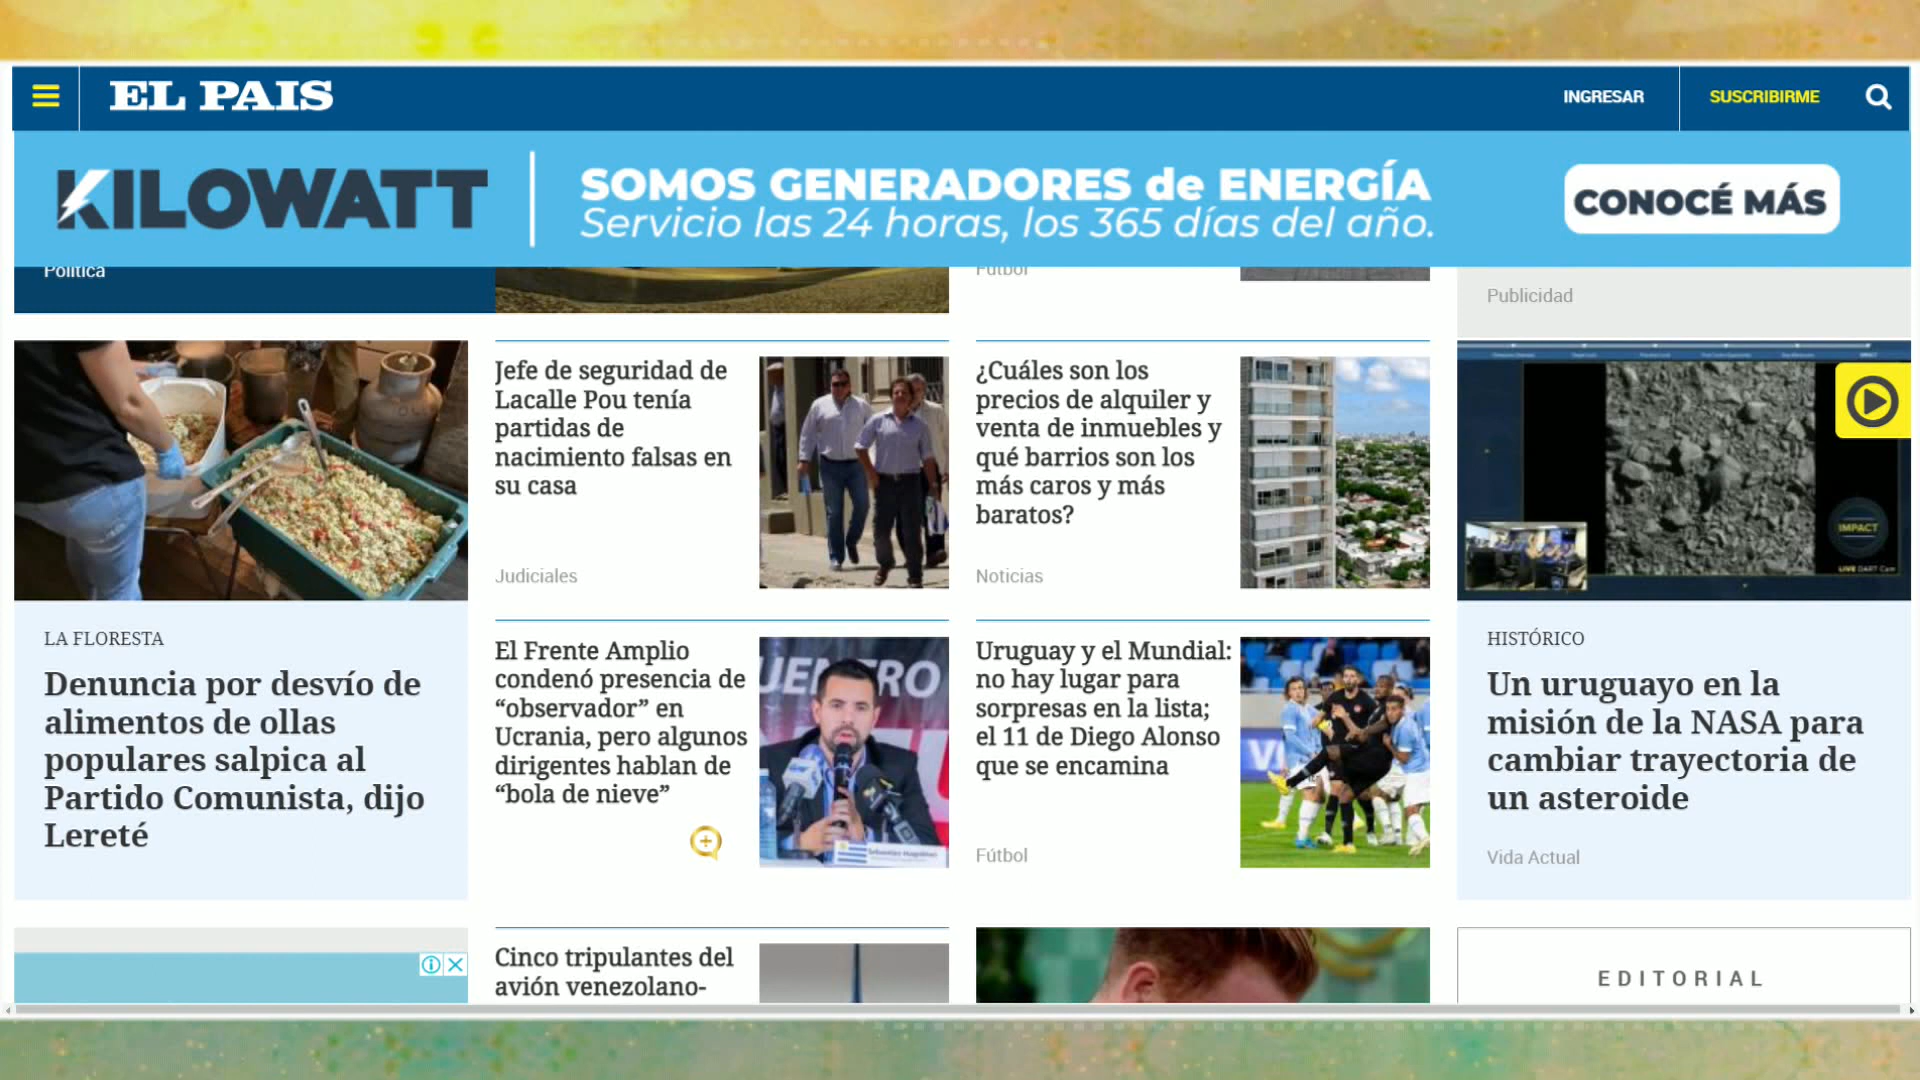 EL PAIS
INGRESAR
SUSCRIBIRME
KILOWATT
SOMOS GENERADORES de ENERGÍA
Servicio las 24 horas, los 365 días del año.
CONOCÉ MÁS
Política
Fútbol
Publicidad
LA FLORESTA
Denuncia por desvío de
alimentos de ollas
populares salpica al
Partido Comunista, dijo
Lereté
Jefe de seguridad de
Lacalle Pou tenía
partidas de
nacimiento falsas en
su casa
Judiciales
¿Cuáles son los
precios de alquiler y
venta de inmuebles y
qué barrios son los
más caros y más
baratos?
Noticias
IMPACT
LIVE DART Cam
HISTÓRICO
Un uruguayo en la
misión de la NASA para
cambiar trayectoria de
un asteroide
Vida Actual
El Frente Amplio
condenó presencia de
“observador” en
Ucrania, pero algunos
dirigentes hablan de
“bola de nieve”
Uruguay y el Mundial:
no hay lugar para
sorpresas en la lista;
el 11 de Diego Alonso
que se encamina
Fútbol
Cinco tripulantes del
avión venezolano-
EDITORIAL